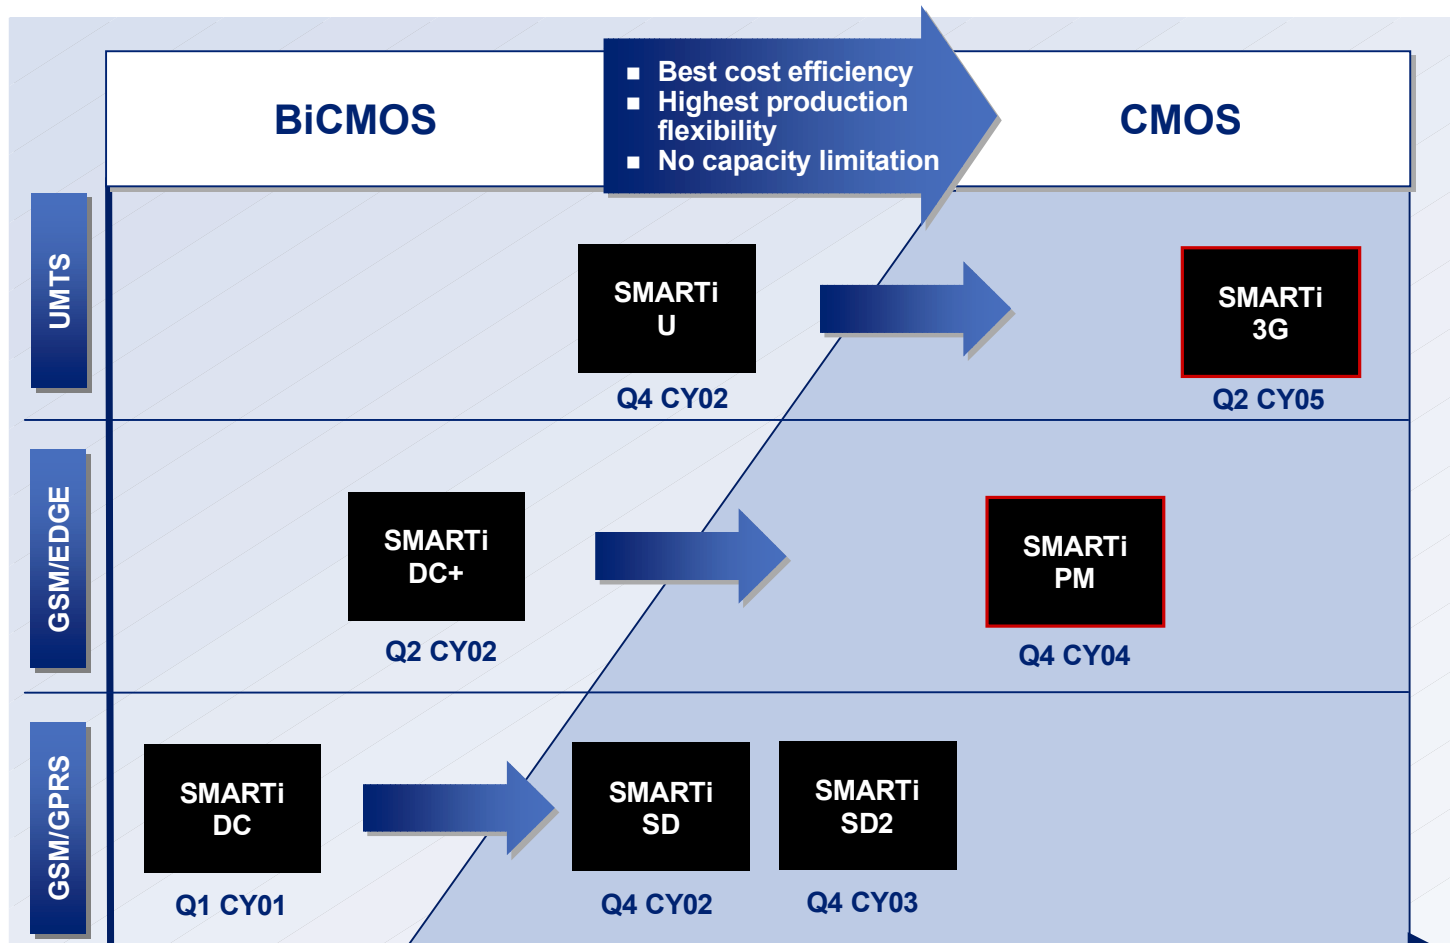 BiCMOS
Best cost efficiency
Highest production
flexibility
No capacity limitation
CMOS
UMTS
SMARTi
U
Q4 CY02
SMARTi
3G
Q2 CY05
GSM/EDGE
SMARTi
DC+
Q2 CY02
SMARTi
PM
Q4 CY04
GSM/GPRS
SMARTi
DC
Q1 CY01
SMARTi
SD
Q4 CY02
SMARTi
SD2
Q4 CY03